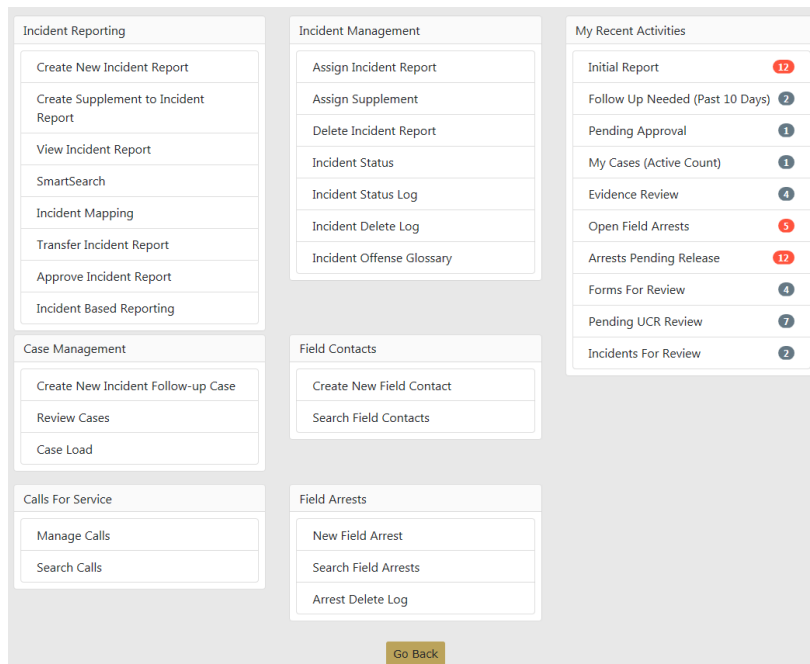 Incident Reporting
Create New Incident Report
Create Supplement to Incident
Report
View Incident Report
SmartSearch
Incident Mapping
Transfer Incident Report
Approve Incident Report
Incident Based Reporting
Incident Management
Assign Incident Report
Assign Supplement
Delete Incident Report
Incident Status
Incident Status Log
Incident Delete Log
Incident Offense Glossary
My Recent Activities
Initial Report 12
Follow Up Needed (Past 10 Days) 2
Pending Approval 1
My Cases (Active Count) 1
Evidence Review 4
Open Field Arrests 5
Arrests Pending Release 12
Forms For Review 4
Pending UCR Review 7
Incidents For Review 2
Case Management
Create New Incident Follow-up Case
Review Cases
Case Load
Field Contacts
Create New Field Contact
Search Field Contacts
Calls For Service
Manage Calls
Search Calls
Field Arrests
New Field Arrest
Search Field Arrests
Arrest Delete Log
Go Back